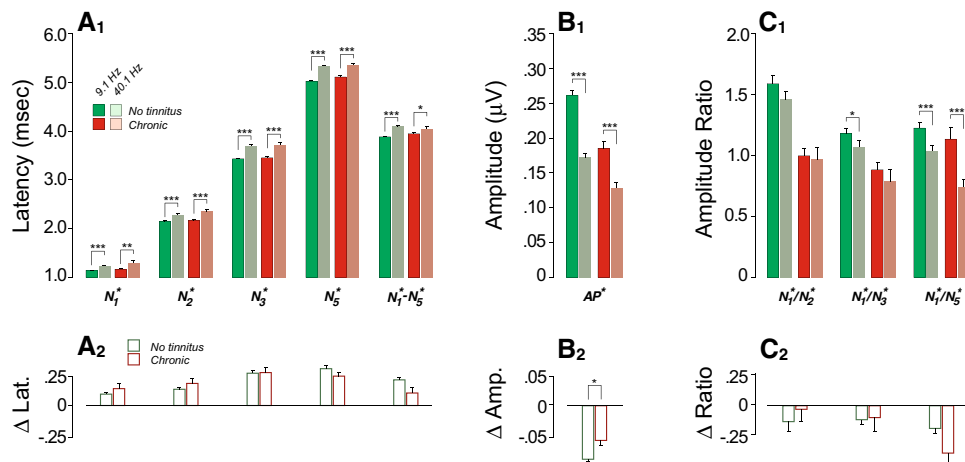 A1
Latency (msec)
6.0
5.0
4.0
3.0
2.0
1.0
9.1 Hz
40.1 Hz
No tinnitus
Chronic
***
**
***
***
***
***
***
***
***
*
N1*
N2*
N3*
N5*
N1*-N5*
B1
Amplitude (μV)
.35
.30
.25
.20
.15
.10
.05
0
***
***
AP*
C1
Amplitude Ratio
2.0
1.5
1.0
0.5
0
*
***
***
N1*/N2*
N1*/N3*
N1*/N5*
A2
Δ Lat.
.25
0
-.25
No tinnitus
Chronic
B2
Δ Amp.
.05
0
-.05
*
C2
Δ Ratio
.25
0
-.25